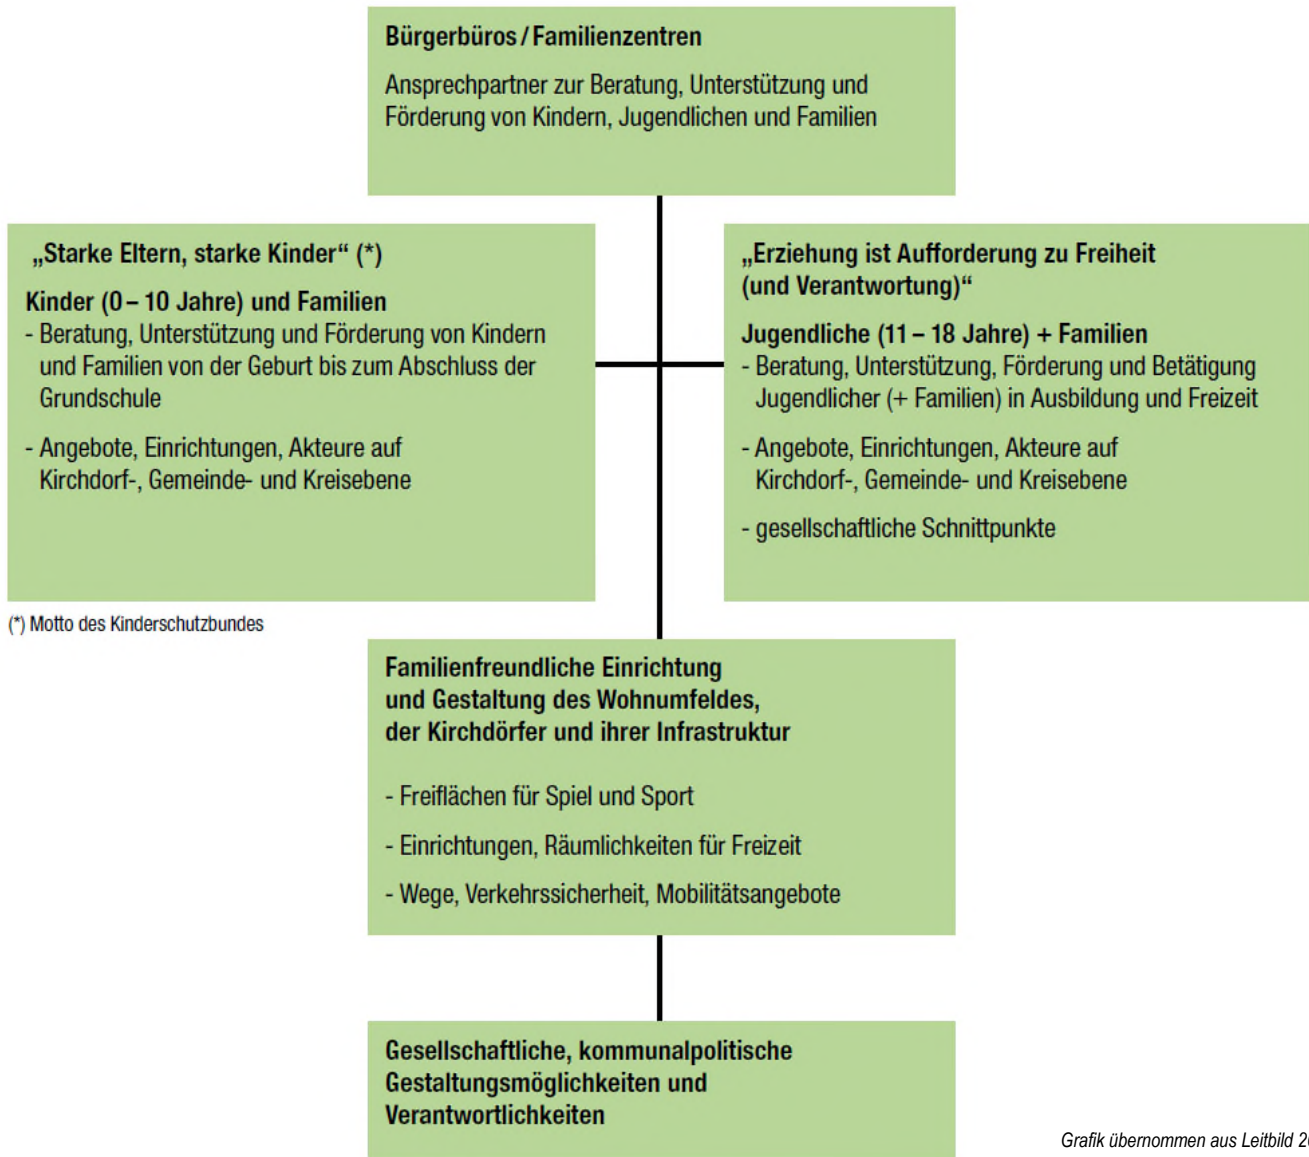 Bürgerbüros / Familienzentren
Ansprechpartner zur Beratung, Unterstützung und
Förderung von Kindern, Jugendlichen und Familien
„Starke Eltern, starke Kinder“ (*)
Kinder (0 – 10 Jahre) und Familien
- Beratung, Unterstützung und Förderung von Kindern
und Familien von der Geburt bis zum Abschluss der
Grundschule
- Angebote, Einrichtungen, Akteure auf
Kirchdorf-, Gemeinde- und Kreisebene
(*) Motto des Kinderschutzbundes
„Erziehung ist Aufforderung zu Freiheit
(und Verantwortung)“
Jugendliche (11 – 18 Jahre) + Familien
- Beratung, Unterstützung, Förderung und Betätigung
Jugendlicher (+ Familien) in Ausbildung und Freizeit
- Angebote, Einrichtungen, Akteure auf
Kirchdorf-, Gemeinde- und Kreisebene
- gesellschaftliche Schnittpunkte
Familienfreundliche Einrichtung
und Gestaltung des Wohnumfeldes,
der Kirchdörfer und ihrer Infrastruktur
- Freiflächen für Spiel und Sport
- Einrichtungen, Räumlichkeiten für Freizeit
- Wege, Verkehrssicherheit, Mobilitätsangebote
Gesellschaftliche, kommunalpolitische
Gestaltungsmöglichkeiten und
Verantwortlichkeiten
Grafik übernommen aus Leitbild